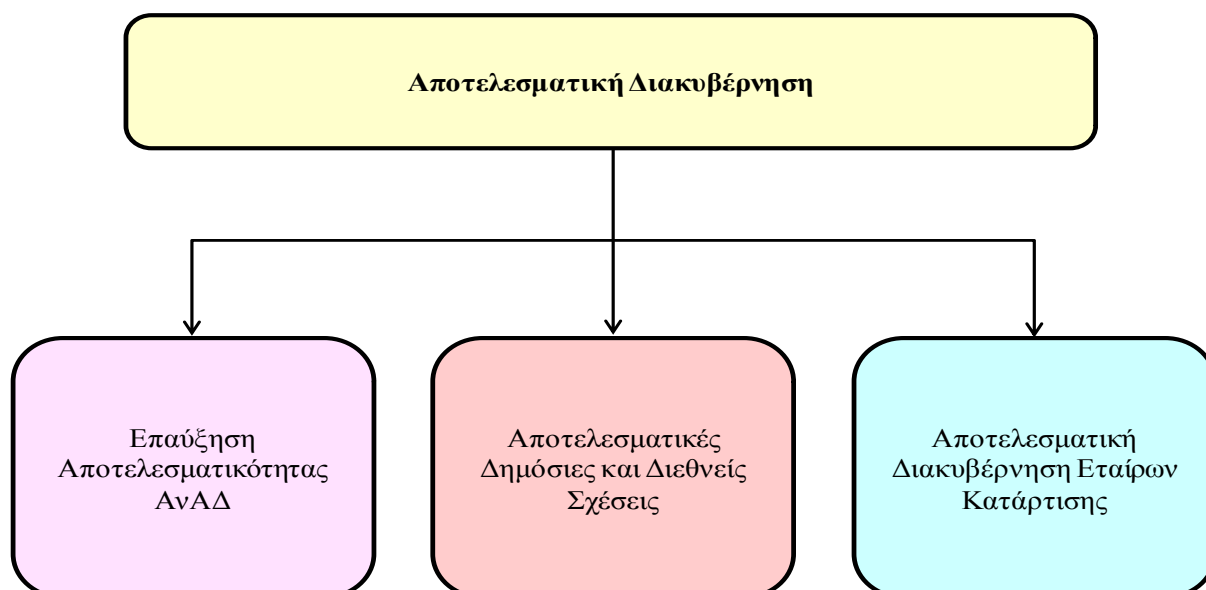 Αποτελεσματική Διακυβέρνηση
Επαύξηση
Αποτελεσματικότητας
ΑνΑΔ
Αποτελεσματικές
Δημόσιες και Διεθνείς
Σχέσεις
Αποτελεσματική
Διακυβέρνηση Εταίρων
Κατάρτισης